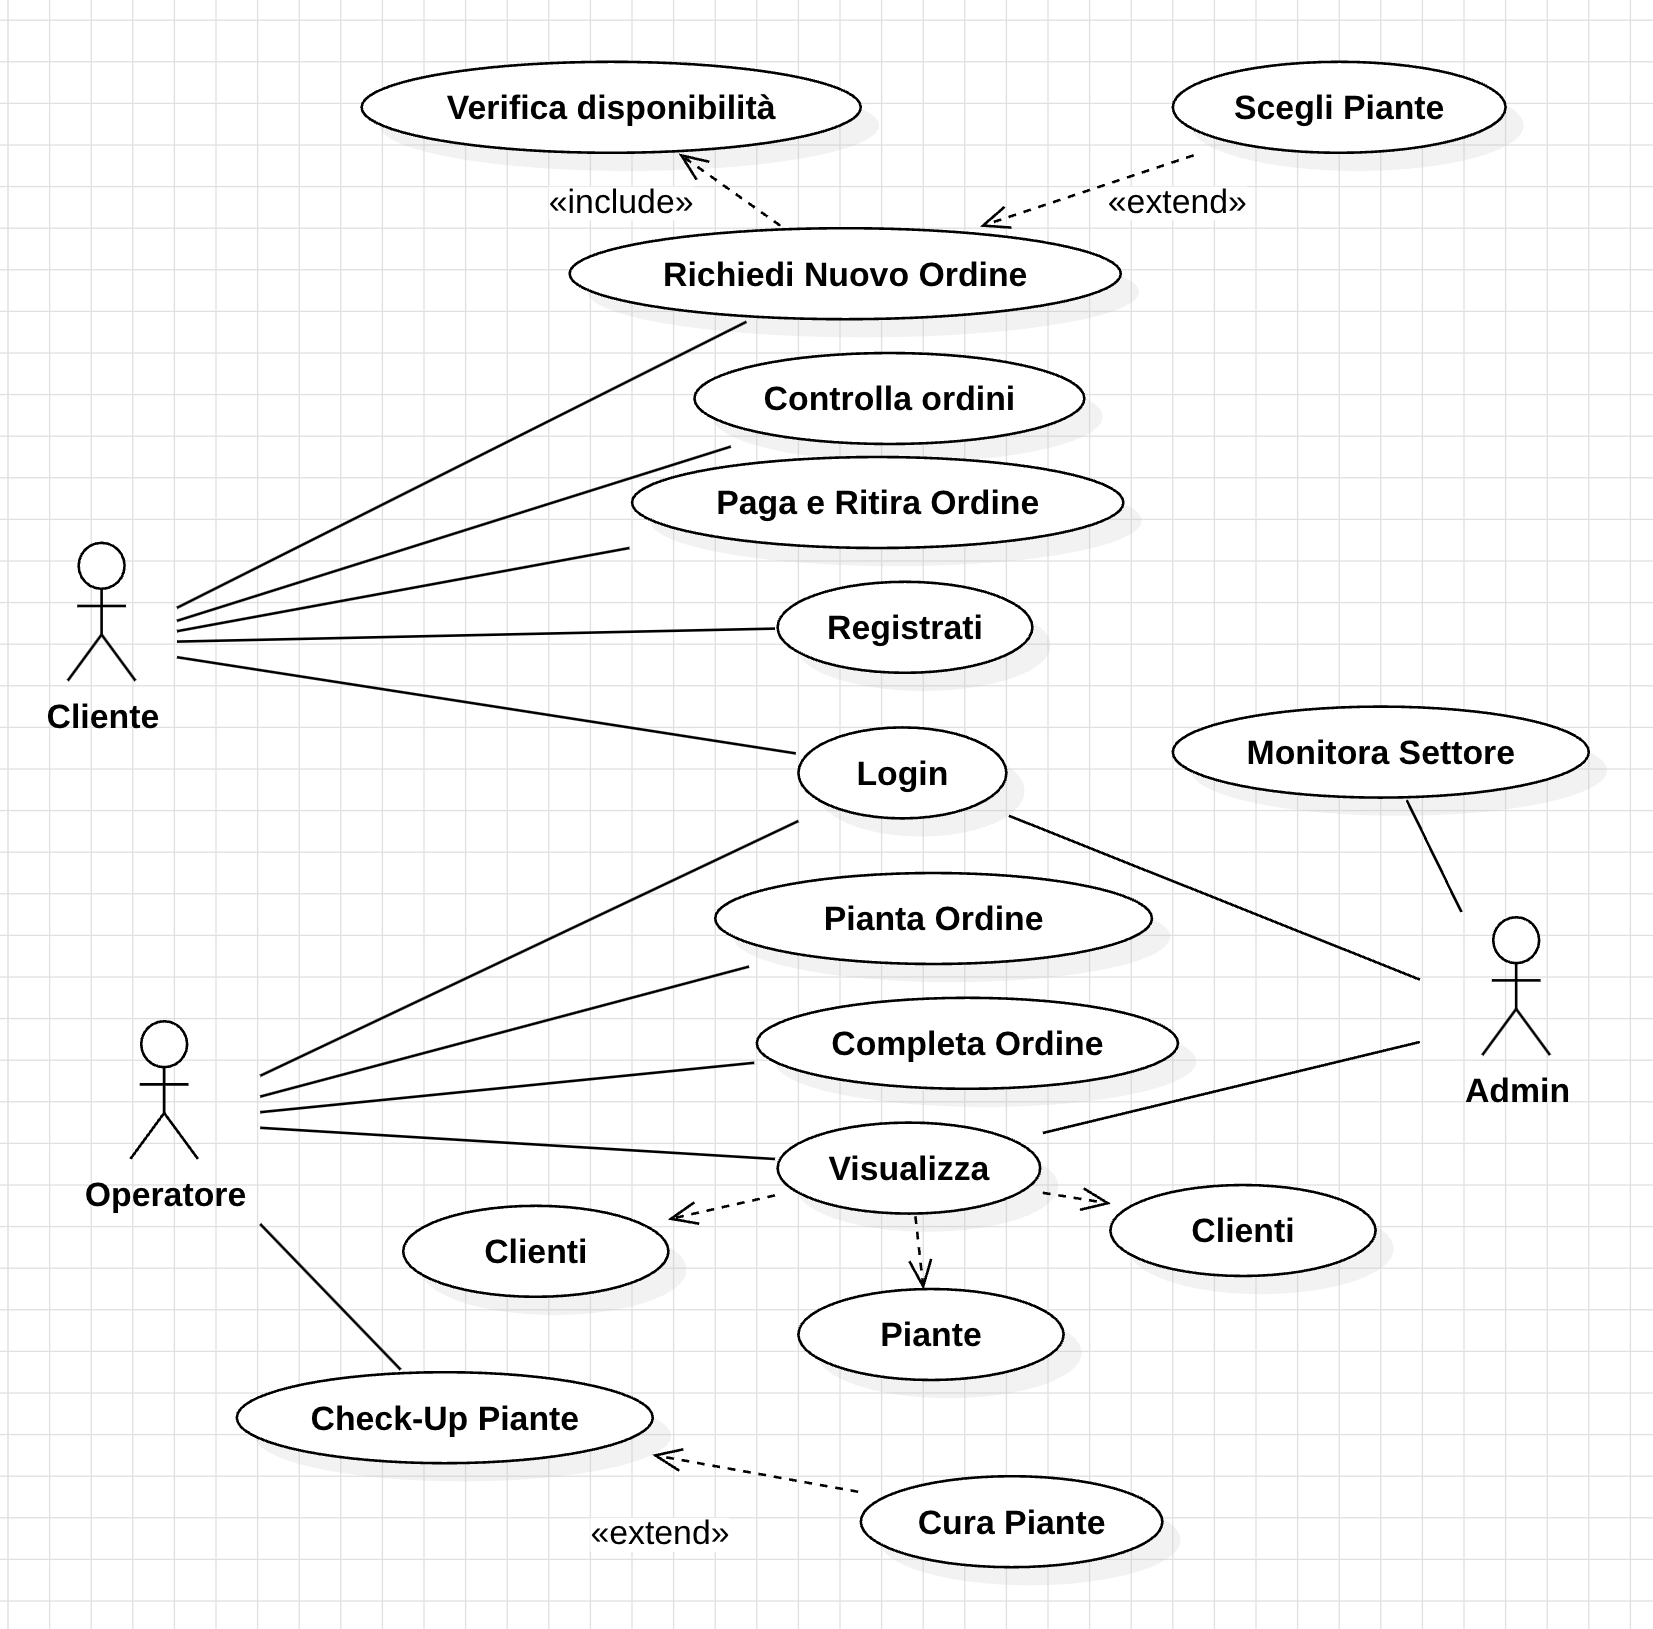 Verifica disponibilità
Scegli Piante
«include»
«extend»
Richiedi Nuovo Ordine
Controlla ordini
Paga e Ritira Ordine
Registrati
Cliente
Login
Monitora Settore
Pianta Ordine
Completa Ordine
Admin
Visualizza
Operatore
Clienti
Clienti
Piante
Check-Up Piante
Cura Piante
«extend»